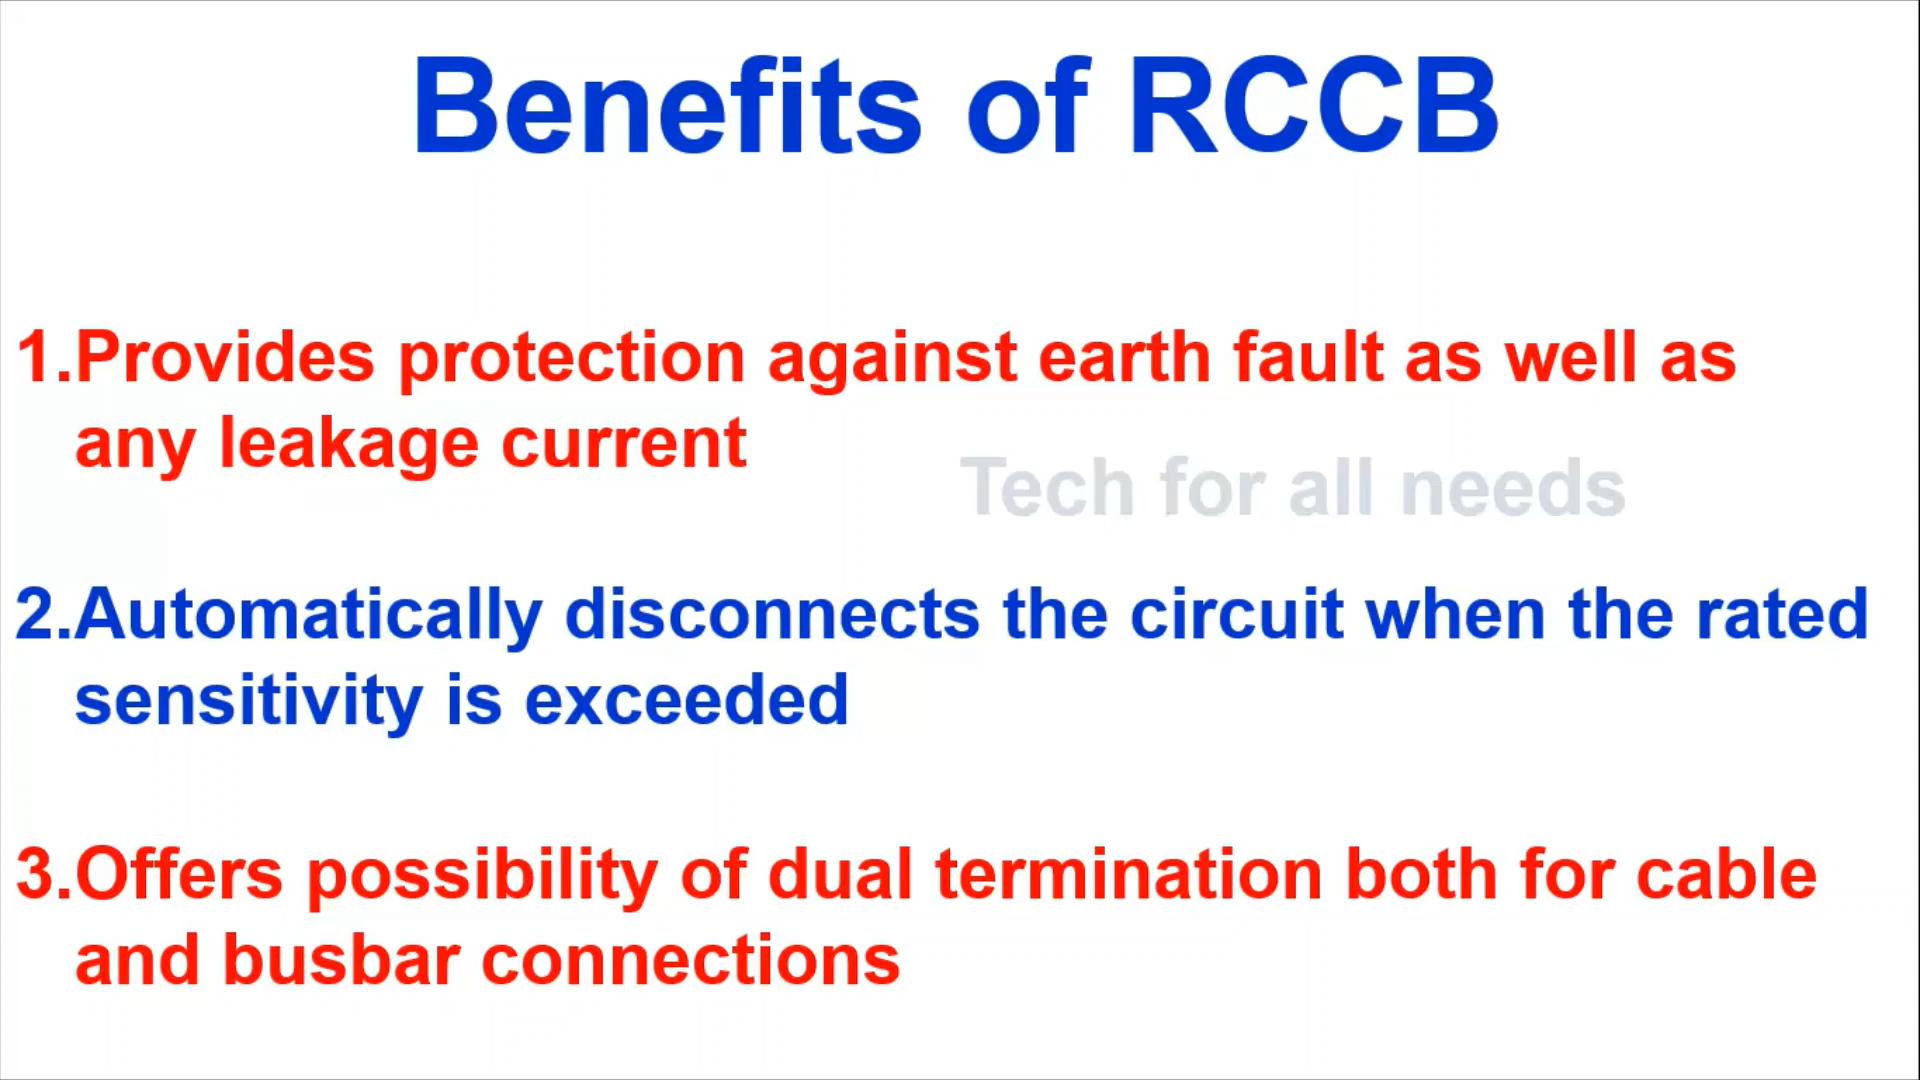 Benefits of RCCB
1.Provides protection against earth fault as well as
any leakage current
Tech for all needs
2.Automatically disconnects the circuit when the rated
sensitivity is exceeded
3.Offers possibility of dual termination both for cable
and busbar connections